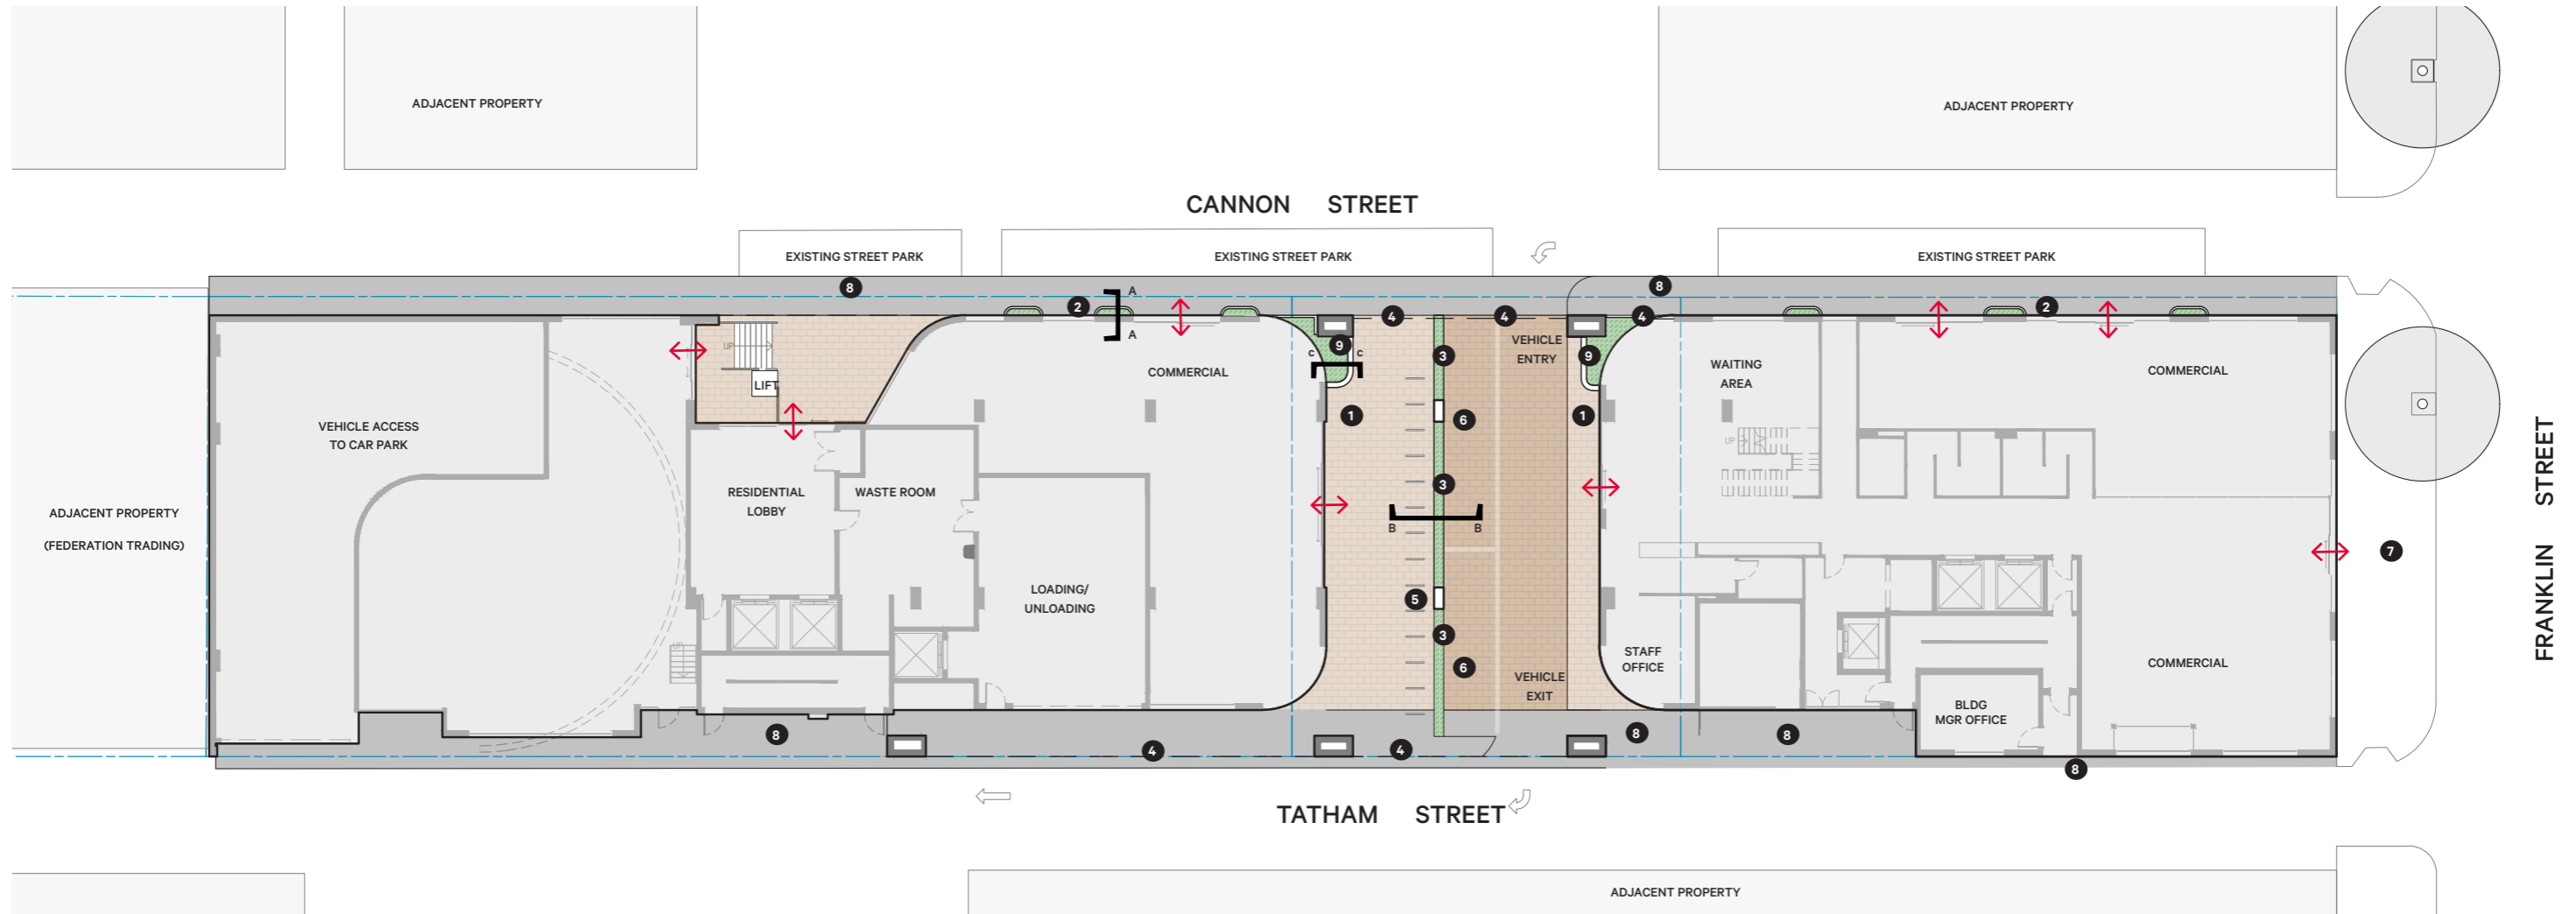 ADJACENT PROPERTY
ADJACENT PROPERTY
CANNON STREET
EXISTING STREET PARK
EXISTING STREET PARK
EXISTING STREET PARK
8
8
A
2
2
A
4
4
4
UP
9
9
3
VEHICLE
ENTRY
c
c
LIFT
COMMERCIAL
WAITING
AREA
COMMERCIAL
1
6
1
VEHICLE ACCESS
TO CAR PARK
UP
3
RESIDENTIAL
LOBBY
WASTE ROOM
ADJACENT PROPERTY
(FEDERATION TRADING)
B
B
7
FRANKLIN STREET
LOADING/
UNLOADING
5
3
UP
6
STAFF
OFFICE
COMMERCIAL
VEHICLE
EXIT
BLDG
MGR OFFICE
8
8
8
4
4
8
TATHAM STREET
ADJACENT PROPERTY